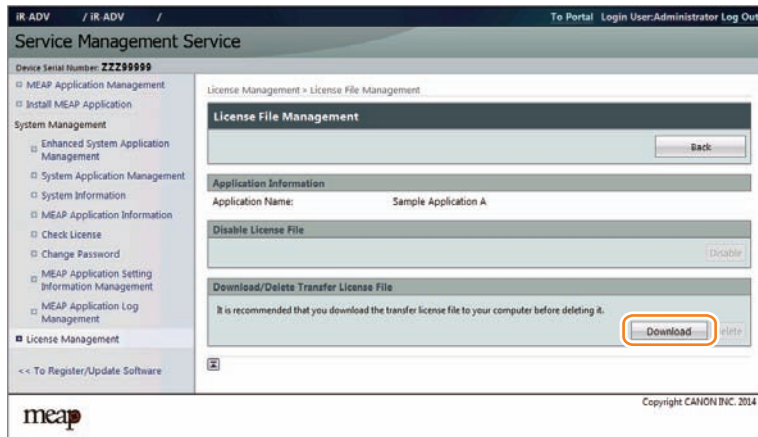 iR-ADV / iR-ADV /
To Portal Login User:Administrator Log Out
Service Management Service
Device Serial Number: ZZZ99999
MEAP Application Management
Install MEAP Application
System Management
Enhanced System Application
Management
System Application Management
System Information
MEAP Application Information
Check License
Change Password
MEAP Application Setting
Information Management
MEAP Application Log
Management
License Management
<< To Register/Update Software
License Management > License File Management
License File Management
Back
Application Information
Application Name: Sample Application A
Disable License File
Disable
Download/Delete Transfer License File
It is recommended that you download the transfer license file to your computer before deleting it.
Download Delete
Copyright CANON INC. 2014
meap